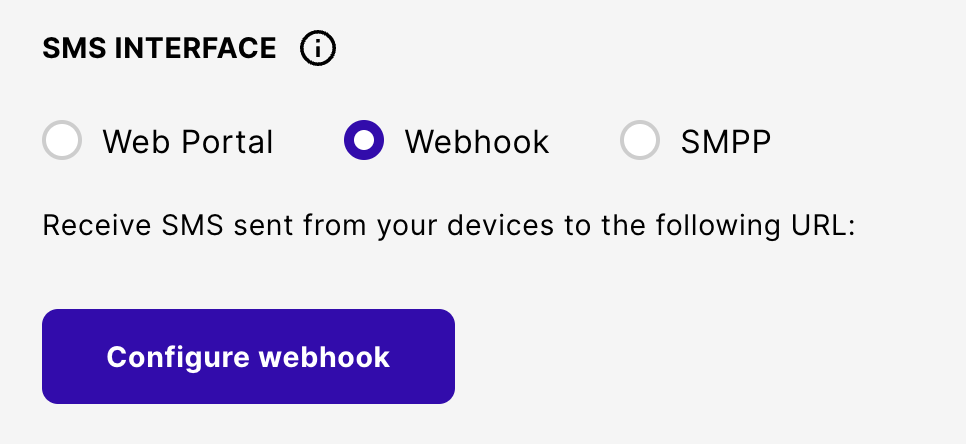 SMS INTERFACE
Web Portal Webhook SMPP
Receive SMS sent from your devices to the following URL:
Configure webhook